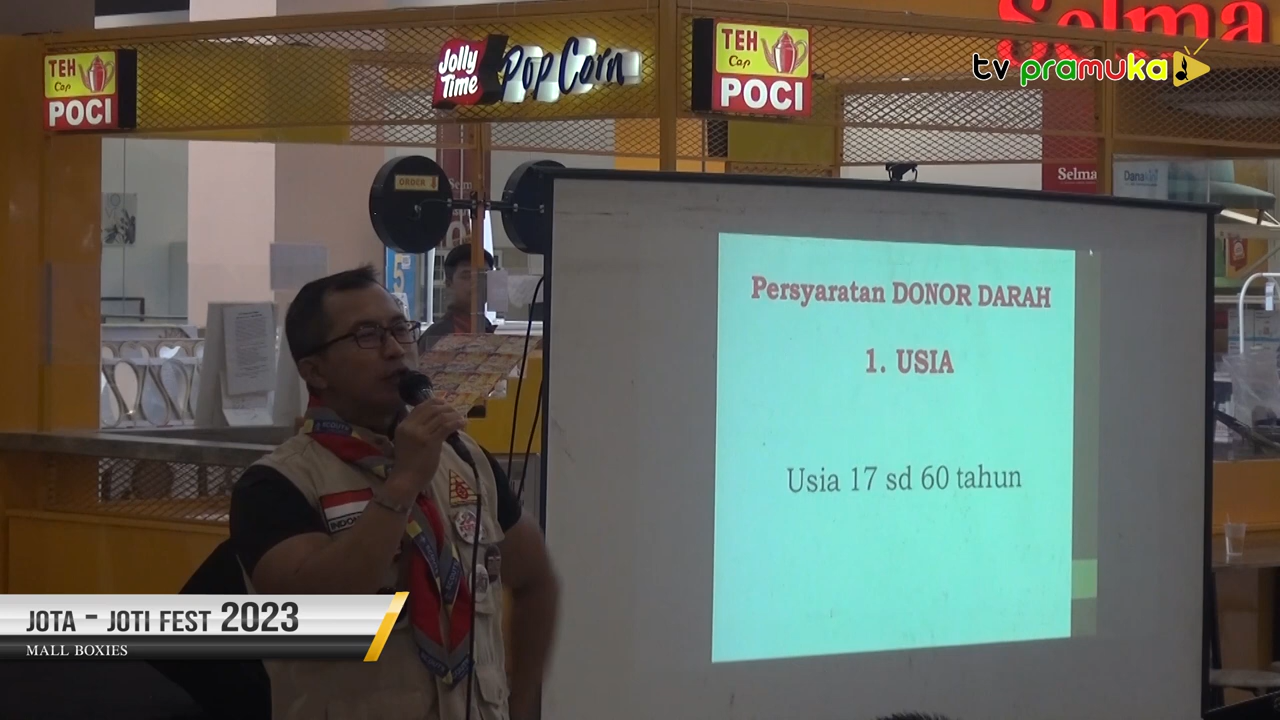 TEH
Cap
POCI
Jolly
Time
Pop Corn
TEH
Cap
POCI
Selma
tv pramuka
ORDER
Selma
Persyaratan DONOR DARAH
1. USIA
Usia 17 sd 60 tahun
JOTA - JOTI FEST 2023
MALL BOXIES